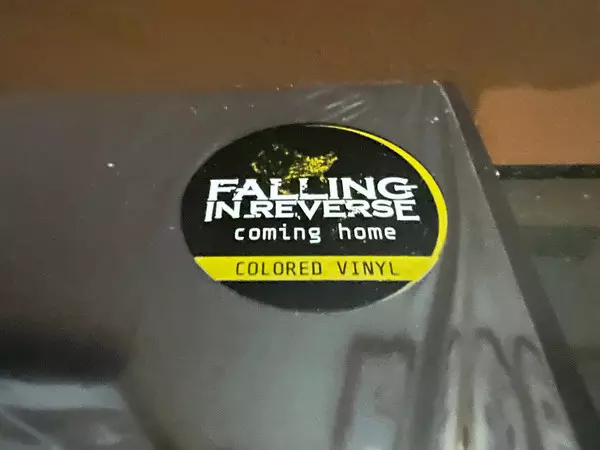 FALLING
IN REVERSE
coming home
COLORED VINYL